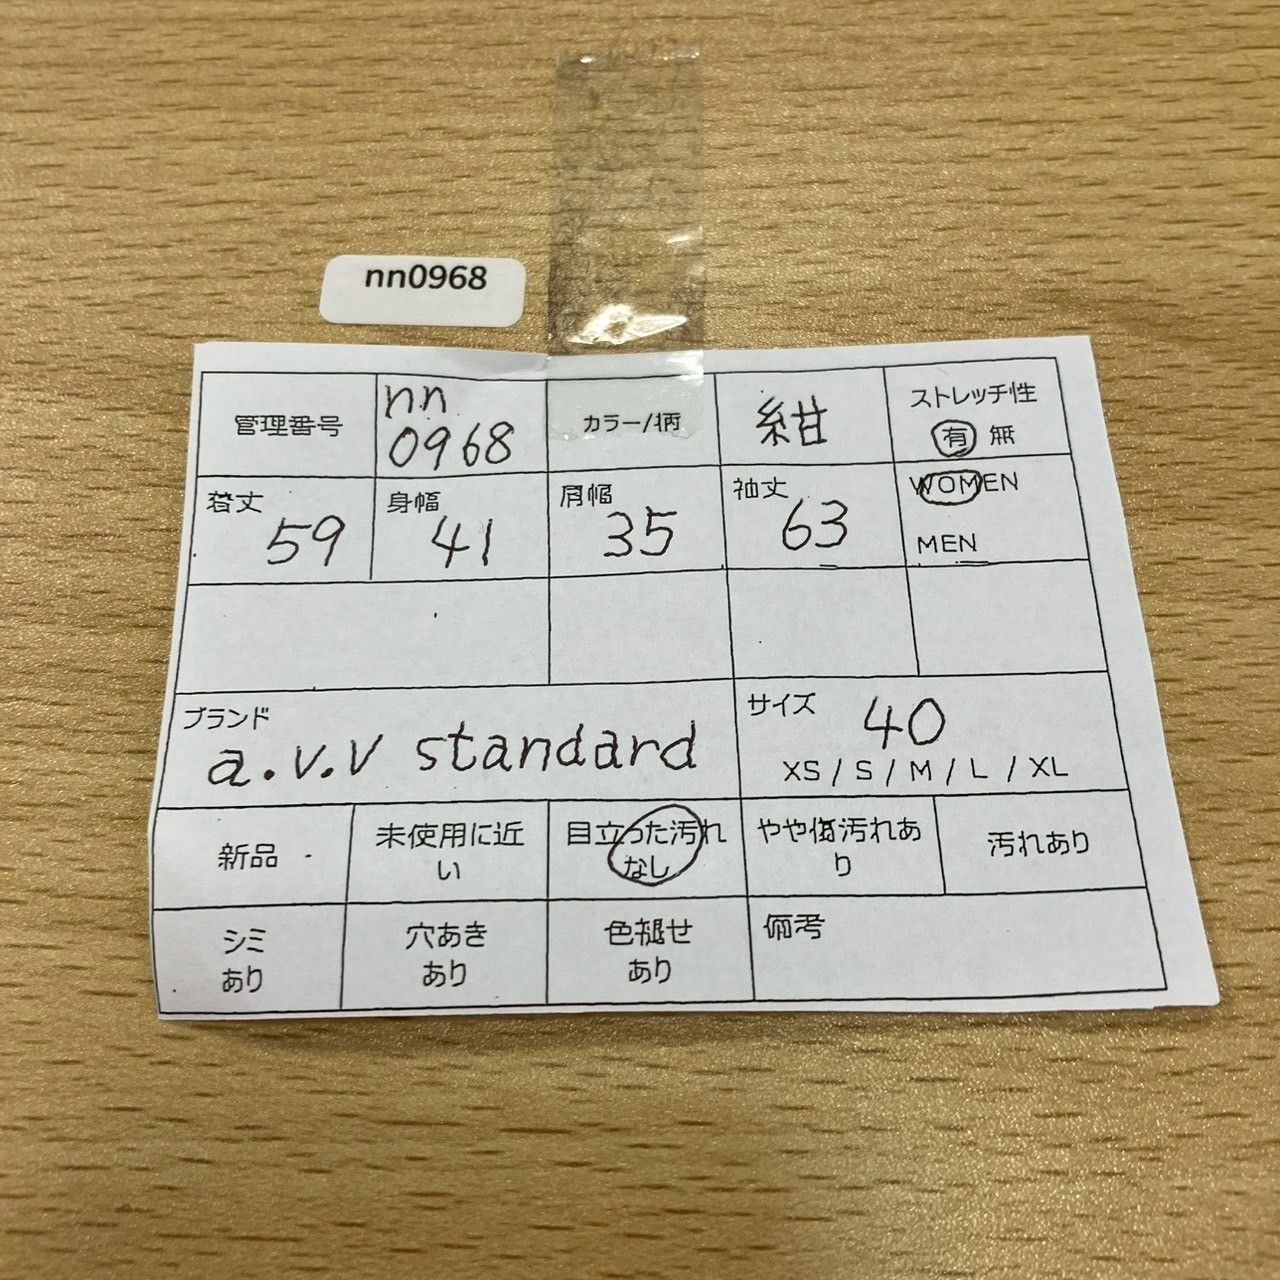 nn0968
管理番号
nn
0968
カラー/柄
紺
ストレッチ性
有 無
着丈
59
身幅
41
肩幅
35
袖丈
63
WOMEN
MEN
ブランド
a.v.v standard
サイズ
40
XS / S / M / L / XL
新品
未使用に近
い
目立った汚れ
なし
やや傷汚れあ
り
汚れあり
シミ
あり
穴あき
あり
色褪せ
あり
備考